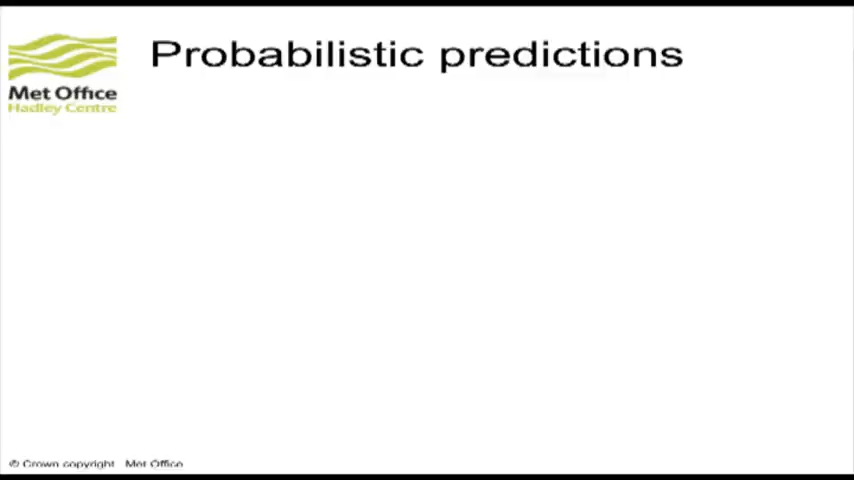 Probabilistic predictions
Met Office
Hadley Centre
© Crown copyright Met Office